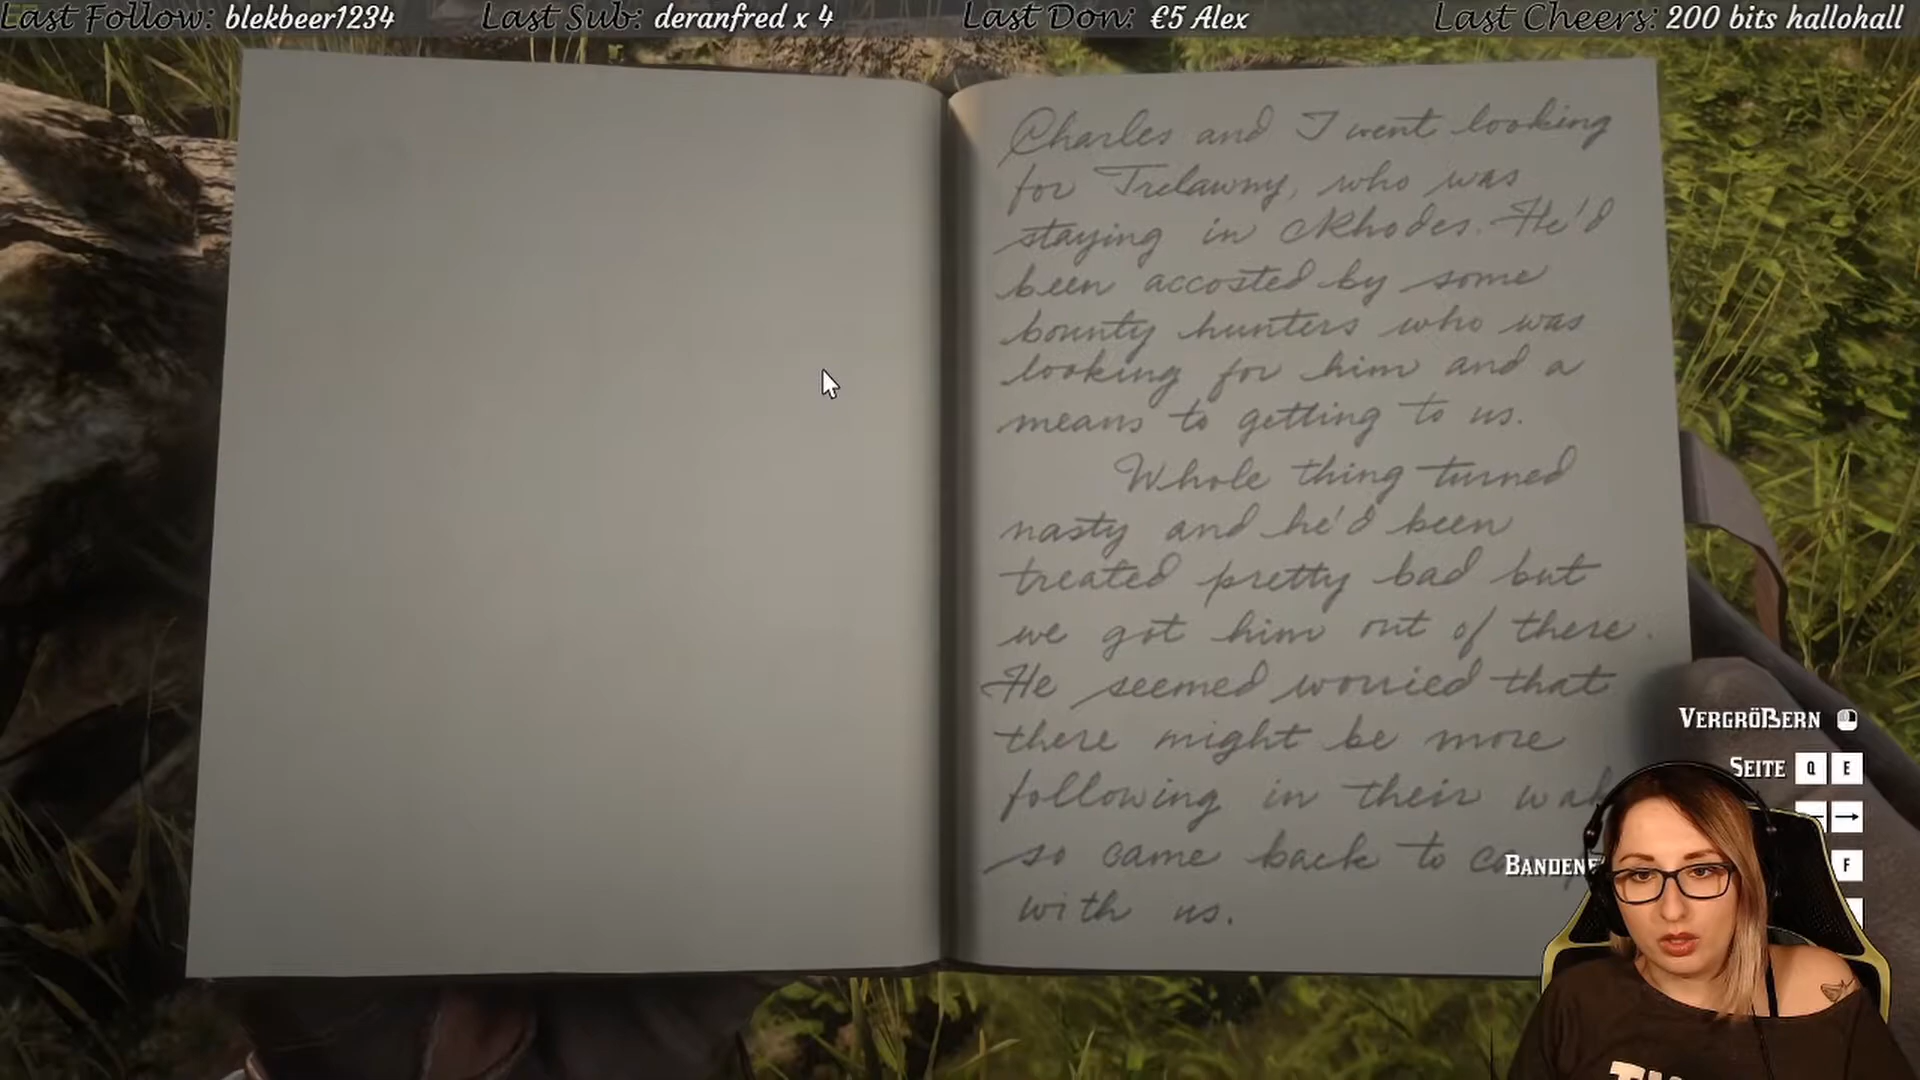 Last Follow: blekbeer1234 Last Sub: deranfred x 4 Last Don: €5 Alex Last Cheers: 200 bits hallohall
Charles and I went looking
for Trelawny, who was
staying in Rhodes. He'd
been accosted by some
bounty hunters who was
looking for him and a
means to getting to us.
Whole thing turned
nasty and he'd been
treated pretty bad but
we got him out of there.
He seemed worried that
there might be more
following in their
so came back to
with us.
VERGRÖẞERN
SEITE Q E
→
F